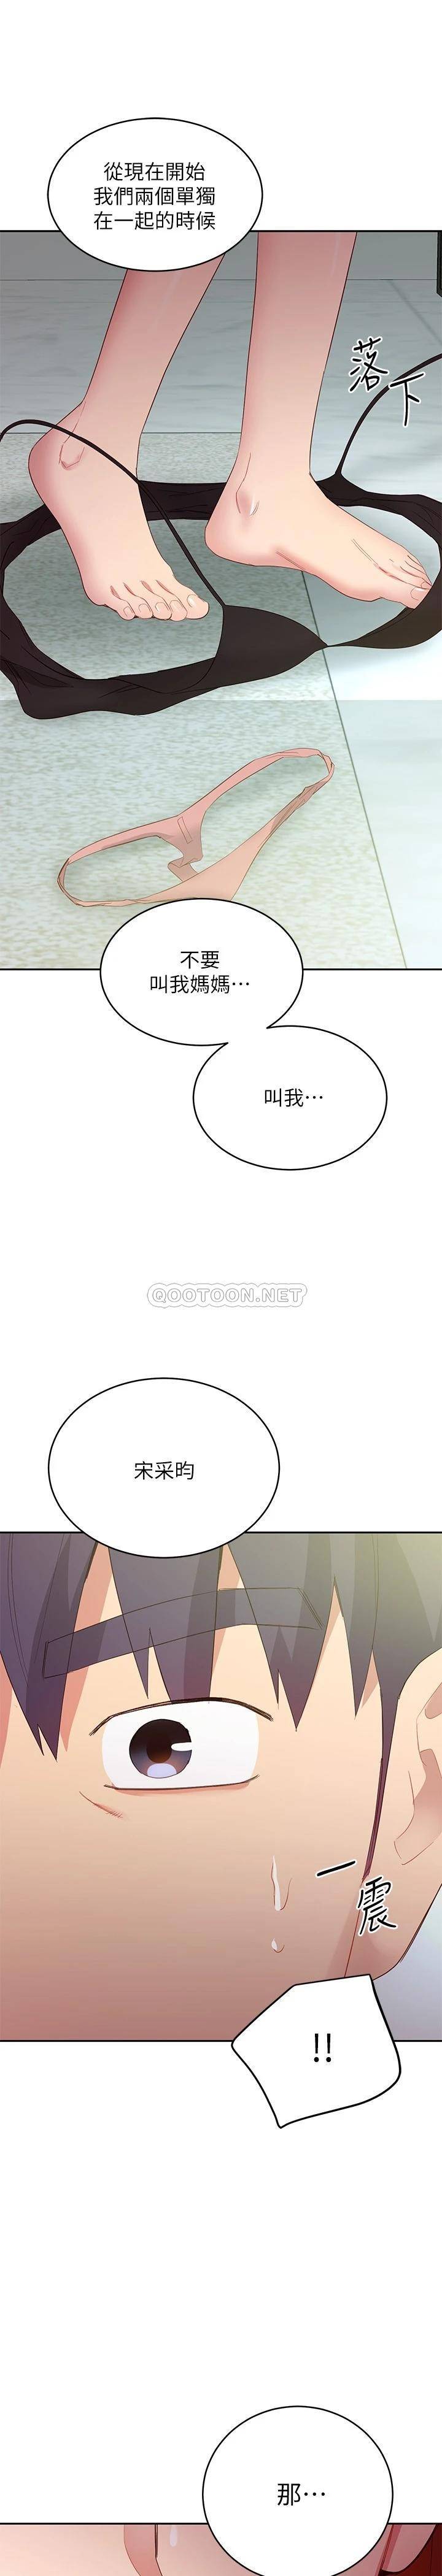 從現在開始
我們兩個單獨
在一起的時候
落下
不要
叫我媽媽…
叫我…
QOOTOON.NET
宋采昀
一震
!!
那…